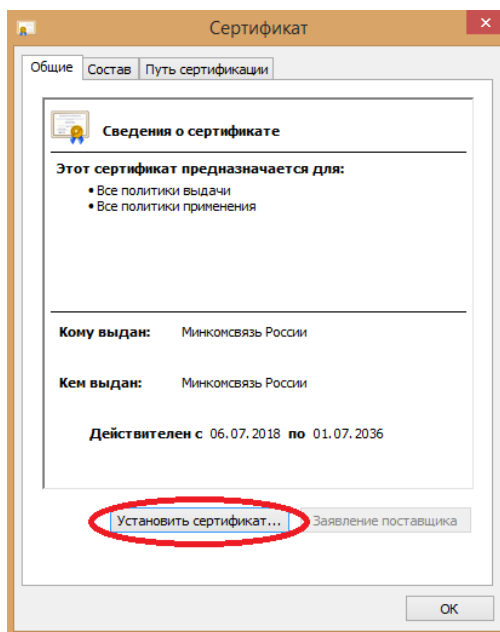 Сертификат
Общие Состав Путь сертификации
Сведения о сертификате
Этот сертификат предназначается для:
• Все политики выдачи
• Все политики применения
Кому выдан: Минкомсвязь России
Кем выдан: Минкомсвязь России
Действителен с 06.07.2018 по 01.07.2036
Установить сертификат... Заявление поставщика
ОК